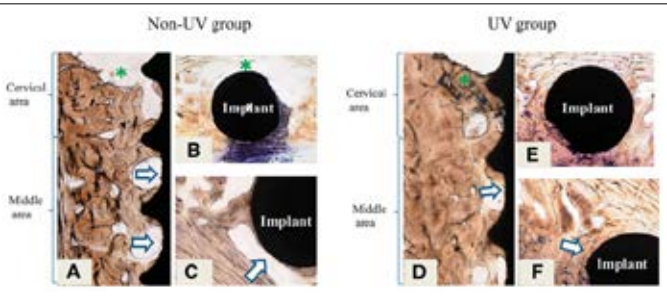 Non-UV group
UV group
Cervical
area
Middle
area
A
Implant
B
Implant
C
Cervical
area
Middle
area
D
Implant
E
Implant
F